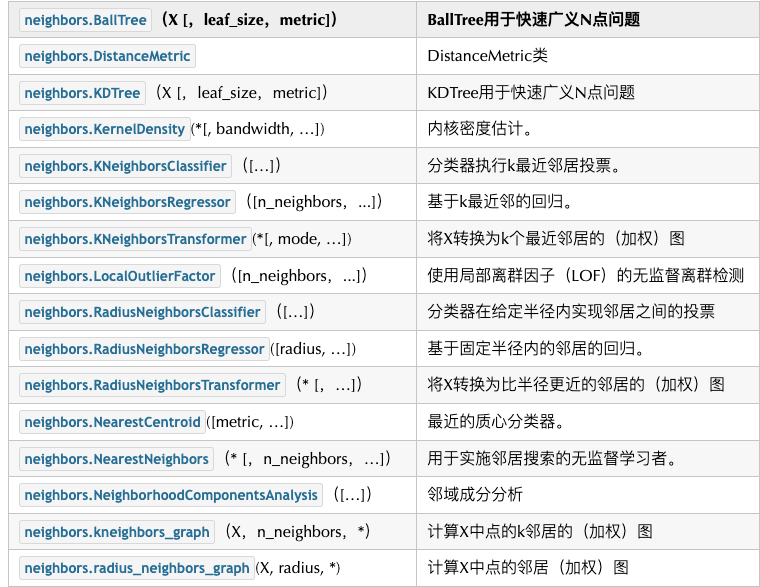 neighbors.BallTree（X [，leaf_size，metric]） BallTree用于快速广义N点问题
neighbors.DistanceMetric DistanceMetric类
neighbors.KDTree（X [，leaf_size，metric]） KDTree用于快速广义N点问题
neighbors.KernelDensity(*[, bandwidth, …]) 内核密度估计。
neighbors.KNeighborsClassifier（[…]） 分类器执行k最近邻居投票。
neighbors.KNeighborsRegressor（[n_neighbors，...]） 基于k最近邻的回归。
neighbors.KNeighborsTransformer(*[, mode, …]) 将X转换为k个最近邻居的（加权）图
neighbors.LocalOutlierFactor（[n_neighbors，...]） 使用局部离群因子（LOF）的无监督离群检测
neighbors.RadiusNeighborsClassifier（[…]） 分类器在给定半径内实现邻居之间的投票
neighbors.RadiusNeighborsRegressor([radius, …]) 基于固定半径内的邻居的回归。
neighbors.RadiusNeighborsTransformer（* [，…]） 将X转换为比半径更近的邻居的（加权）图
neighbors.NearestCentroid([metric, …]) 最近的质心分类器。
neighbors.NearestNeighbors（* [，n_neighbors，…]） 用于实施邻居搜索的无监督学习者。
neighbors.NeighborhoodComponentsAnalysis（[…]） 邻域成分分析
neighbors.kneighbors_graph（X，n_neighbors，*） 计算X中点的k邻居的（加权）图
neighbors.radius_neighbors_graph(X, radius, *) 计算X中点的邻居（加权）图